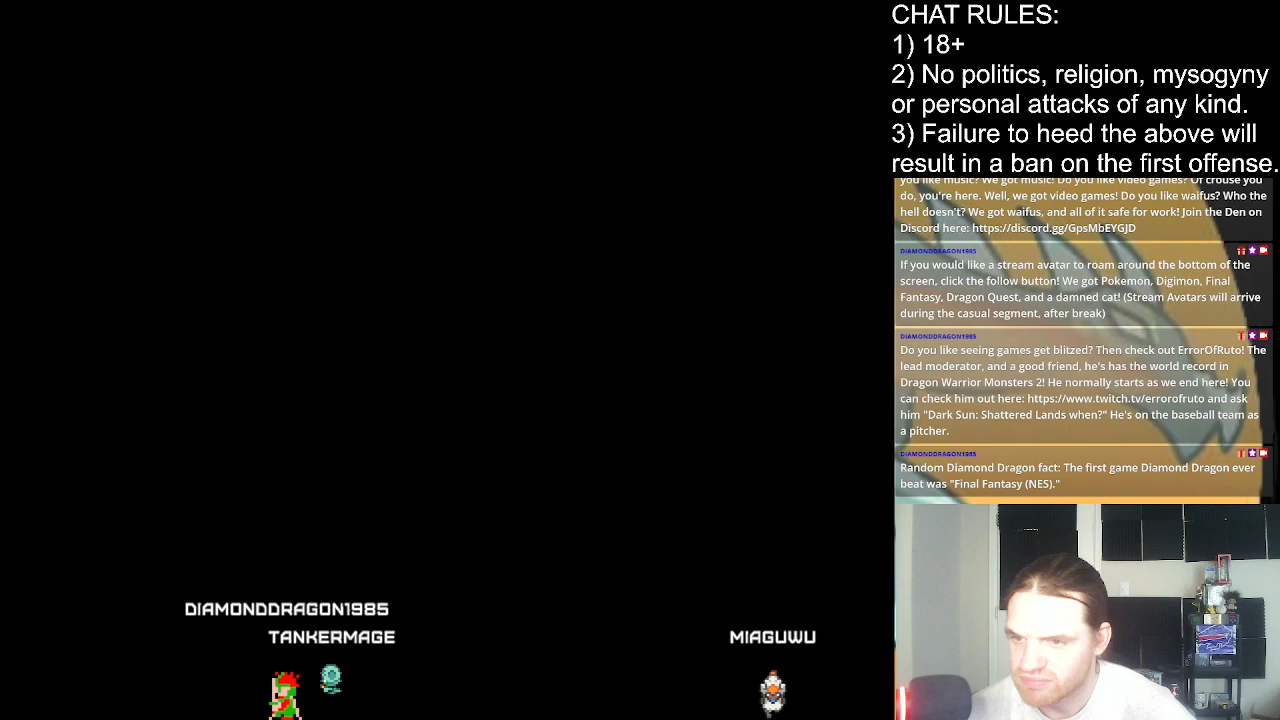 CHAT RULES:
1) 18+
2) No politics, religion, mysogyny
or personal attacks of any kind.
3) Failure to heed the above will
result in a ban on the first offense.
you like music? We got music! Do you like video games? Of crouse you
do, you're here. Well, we got video games! Do you like waifus? Who the
hell doesn't? We got waifus, and all of it safe for work! Join the Den on
Discord here: https://discord.gg/GpsMbEYGJD
DIAMONDDRAGON1985
If you would like a stream avatar to roam around the bottom of the
screen, click the follow button! We got Pokemon, Digimon, Final
Fantasy, Dragon Quest, and a damned cat! (Stream Avatars will arrive
during the casual segment, after break)
DIAMONDDRAGON1985
Do you like seeing games get blitzed? Then check out ErrorOfRuto! The
lead moderator, and a good friend, he's has the world record in
Dragon Warrior Monsters 2! He normally starts as we end here! You
can check him out here: https://www.twitch.tv/errorofruto and ask
him "Dark Sun: Shattered Lands when?" He's on the baseball team as
a pitcher.
DIAMONDDRAGON1985
Random Diamond Dragon fact: The first game Diamond Dragon ever
beat was "Final Fantasy (NES)."
DIAMONDDRAGON1985
TANKERMAGE
MIAGUWU